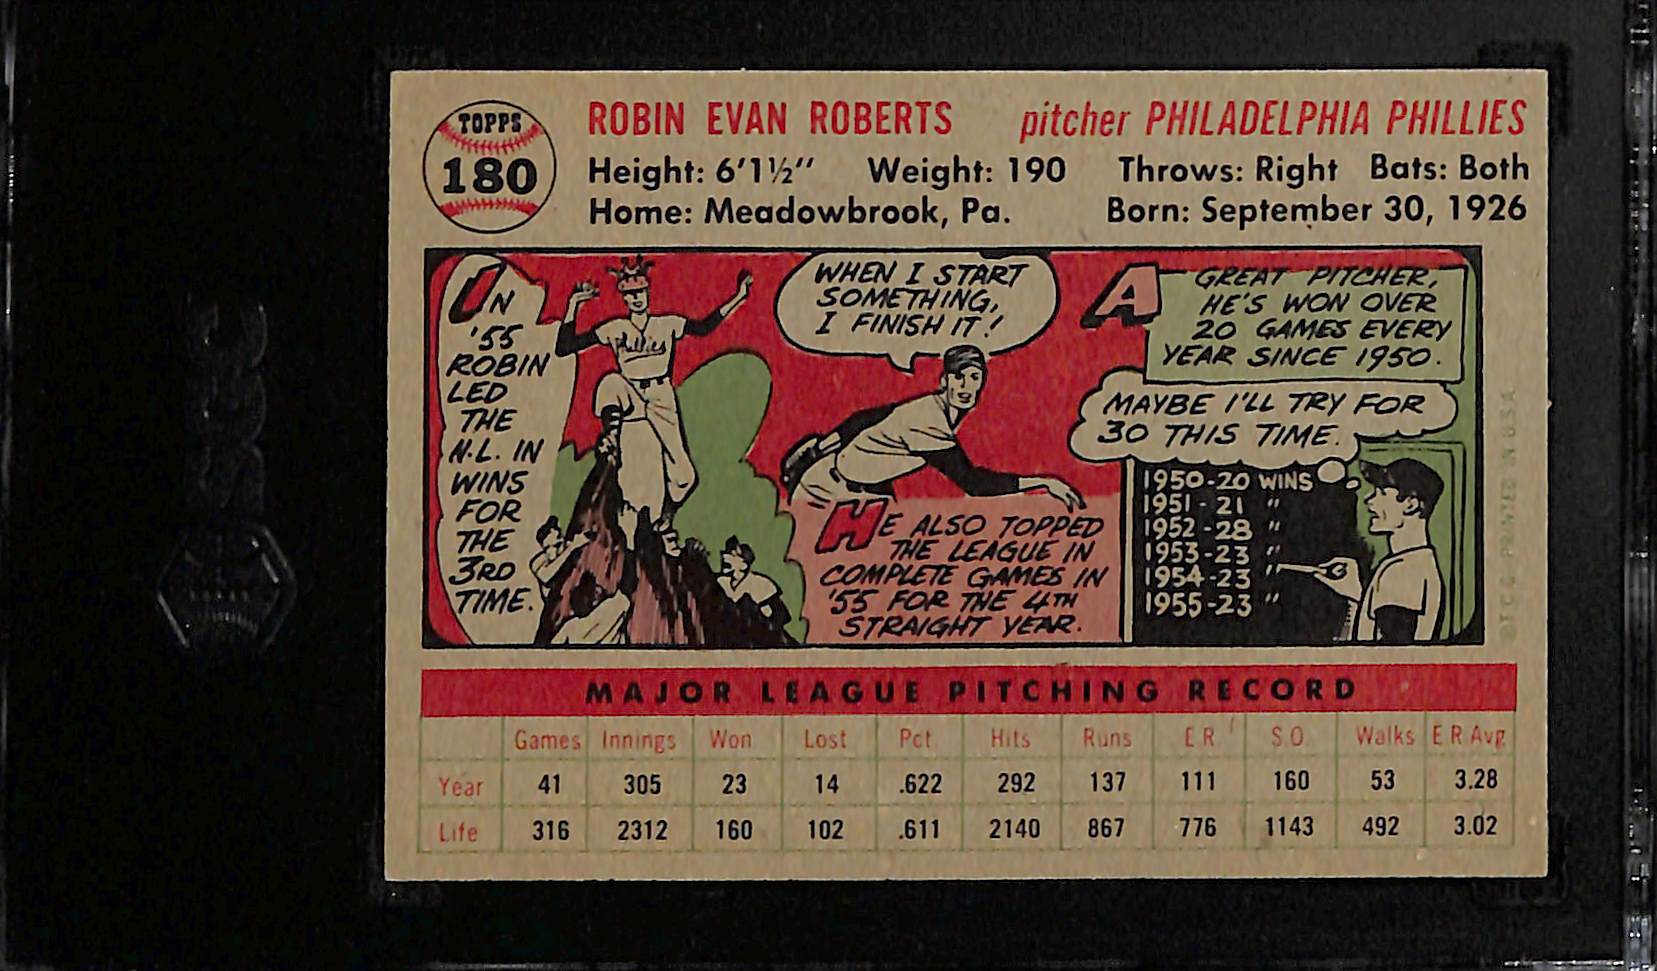 TOPPS
180
ROBIN EVAN ROBERTS pitcher PHILADELPHIA PHILLIES
Height: 6'1½" Weight: 190 Throws: Right Bats: Both
Home: Meadowbrook, Pa. Born: September 30, 1926
IN
'55
ROBIN
LED
THE
N.L. IN
WINS
FOR
THE
3RD
TIME.
Phillies
WHEN I START
SOMETHING,
I FINISH IT!
HE ALSO TOPPED
THE LEAGUE IN
COMPLETE GAMES IN
'55 FOR THE 4TH
STRAIGHT YEAR.
A GREAT PITCHER,
HE'S WON OVER
20 GAMES EVERY
YEAR SINCE 1950.
MAYBE I'LL TRY FOR
30 THIS TIME.
1950-20 WINS
1951-21 "
1952-28 "
1953-23 "
1954-23 "
1955-23 "
© T.C.G. PRINTED IN U.S.A.
MAJOR LEAGUE PITCHING RECORD
Games Innings Won Lost Pct. Hits Runs E.R. S.O. Walks E.R.Avg.
Year 41 305 23 14 .622 292 137 111 160 53 3.28
Life 316 2312 160 102 .611 2140 867 776 1143 492 3.02
SGC